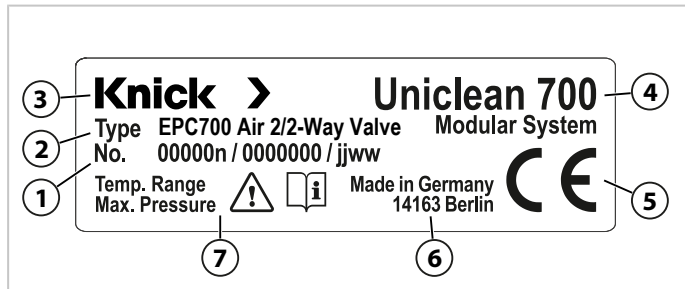 Knick > Uniclean 700
Type EPC700 Air 2/2-Way Valve Modular System
No. 00000n / 0000000 / jjww
Temp. Range Made in Germany
Max. Pressure 14163 Berlin
CE
i
1
2
3
4
5
6
7